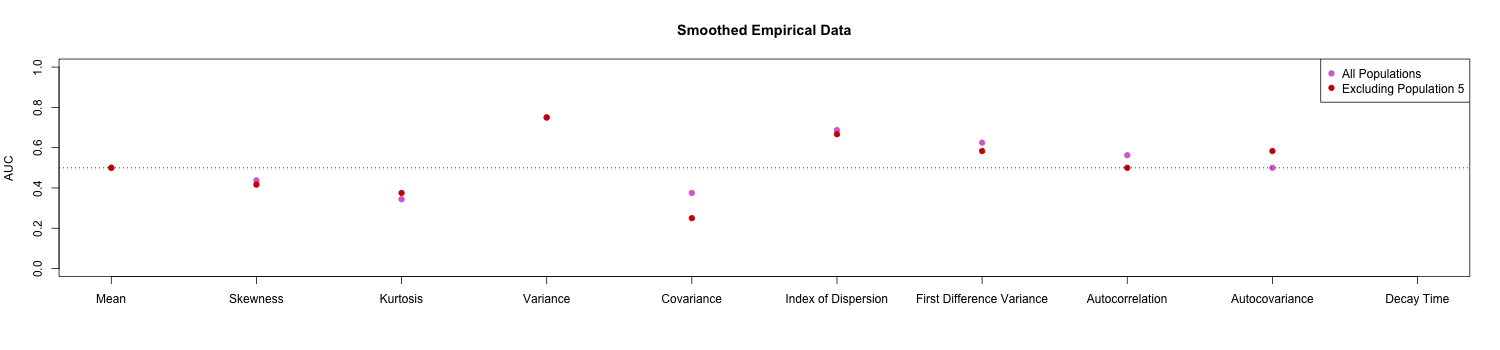 Smoothed Empirical Data
All Populations
Excluding Population 5
AUC
1.0
0.8
0.6
0.4
0.2
0.0
Mean
Skewness
Kurtosis
Variance
Covariance
Index of Dispersion
First Difference Variance
Autocorrelation
Autocovariance
Decay Time